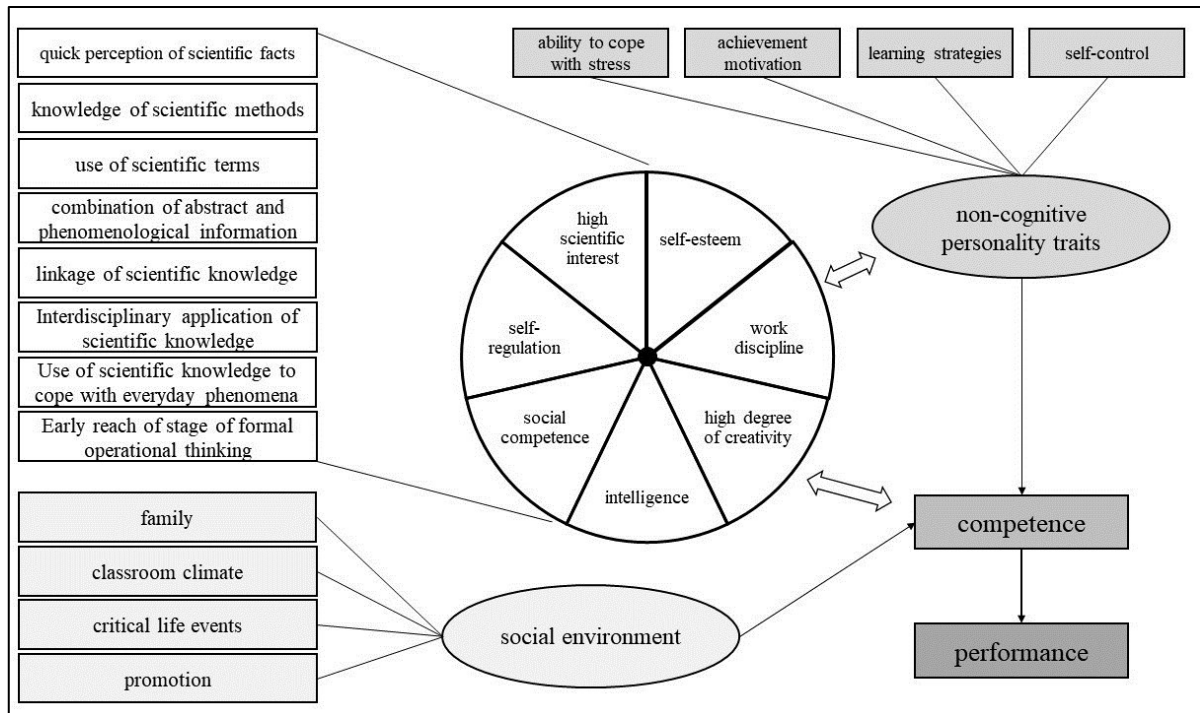 quick perception of scientific facts
knowledge of scientific methods
use of scientific terms
combination of abstract and
phenomenological information
linkage of scientific knowledge
Interdisciplinary application of
scientific knowledge
Use of scientific knowledge to
cope with everyday phenomena
Early reach of stage of formal
operational thinking
family
classroom climate
critical life events
promotion
ability to cope
with stress
achievement
motivation
learning strategies
self-control
high
scientific
interest
self-esteem
self-
regulation
work
discipline
social
competence
high degree
of creativity
intelligence
non-cognitive
personality traits
social environment
competence
performance